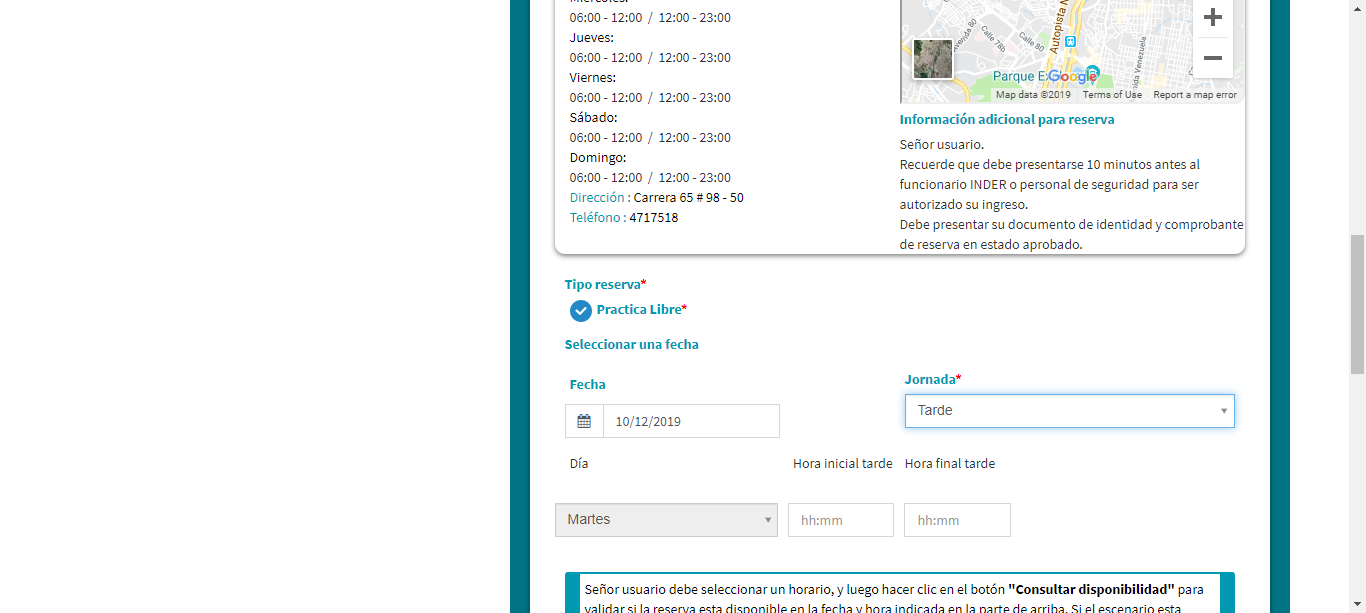 06:00 - 12:00 / 12:00 - 23:00
Jueves:
06:00 - 12:00 / 12:00 - 23:00
Viernes:
06:00 - 12:00 / 12:00 - 23:00
Sábado:
06:00 - 12:00 / 12:00 - 23:00
Domingo:
06:00 - 12:00 / 12:00 - 23:00
Dirección : Carrera 65 # 98 - 50
Teléfono : 4717518
Calle 78b
Calle 80
Autopista
Parque E
Google
Map data ©2019 Terms of Use Report a map error
Información adicional para reserva
Señor usuario.
Recuerde que debe presentarse 10 minutos antes al
funcionario INDER o personal de seguridad para ser
autorizado su ingreso.
Debe presentar su documento de identidad y comprobante
de reserva en estado aprobado.
Tipo reserva*
Practica Libre*
Seleccionar una fecha
Fecha
10/12/2019
Jornada*
Tarde
Día
Hora inicial tarde
Hora final tarde
Martes
hh:mm
hh:mm
Señor usuario debe seleccionar un horario, y luego hacer clic en el botón "Consultar disponibilidad" para
validar si la reserva esta disponible en la fecha y hora indicada en la parte de arriba. Si el escenario esta